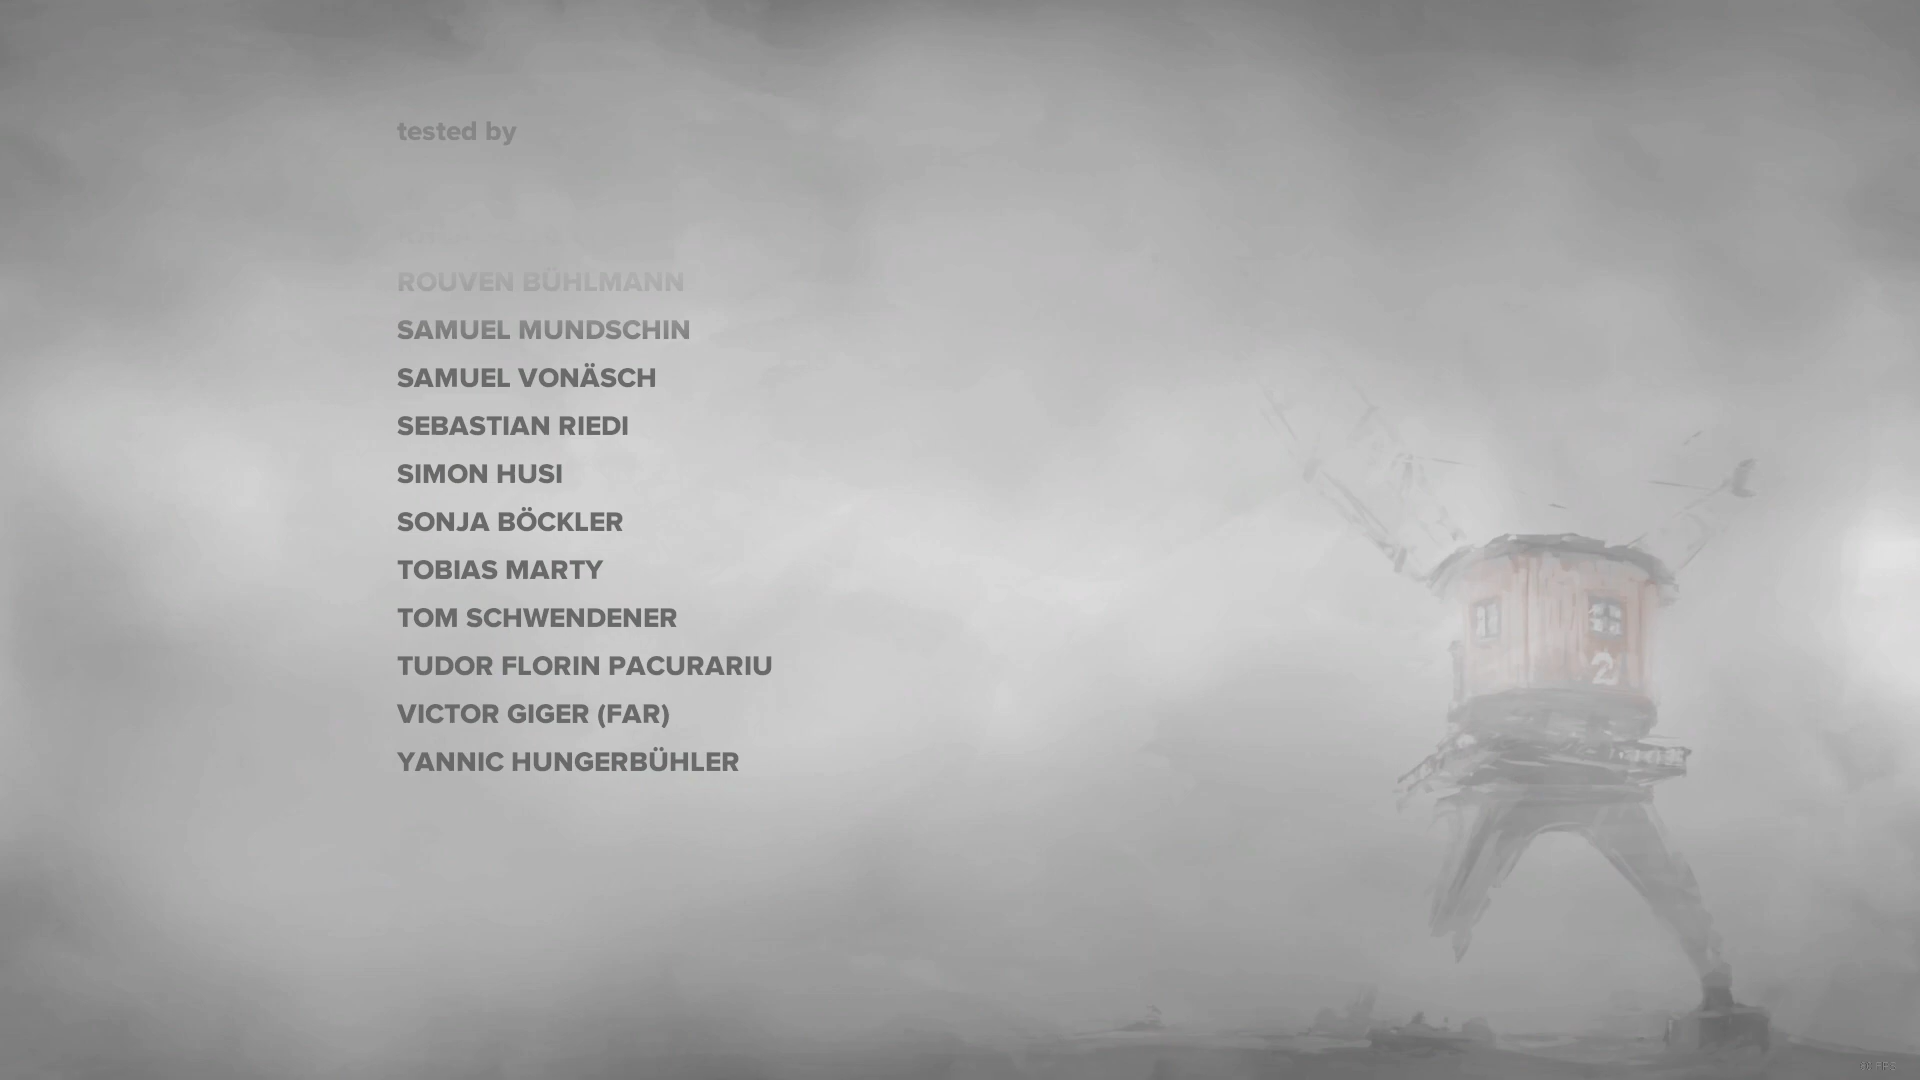 tested by
ROUVEN BÜHLMANN
SAMUEL MUNDSCHIN
SAMUEL VONÄSCH
SEBASTIAN RIEDI
SIMON HUSI
SONJA BÖCKLER
TOBIAS MARTY
TOM SCHWENDENER
TUDOR FLORIN PACURARIU
VICTOR GIGER (FAR)
YANNIC HUNGERBÜHLER
2